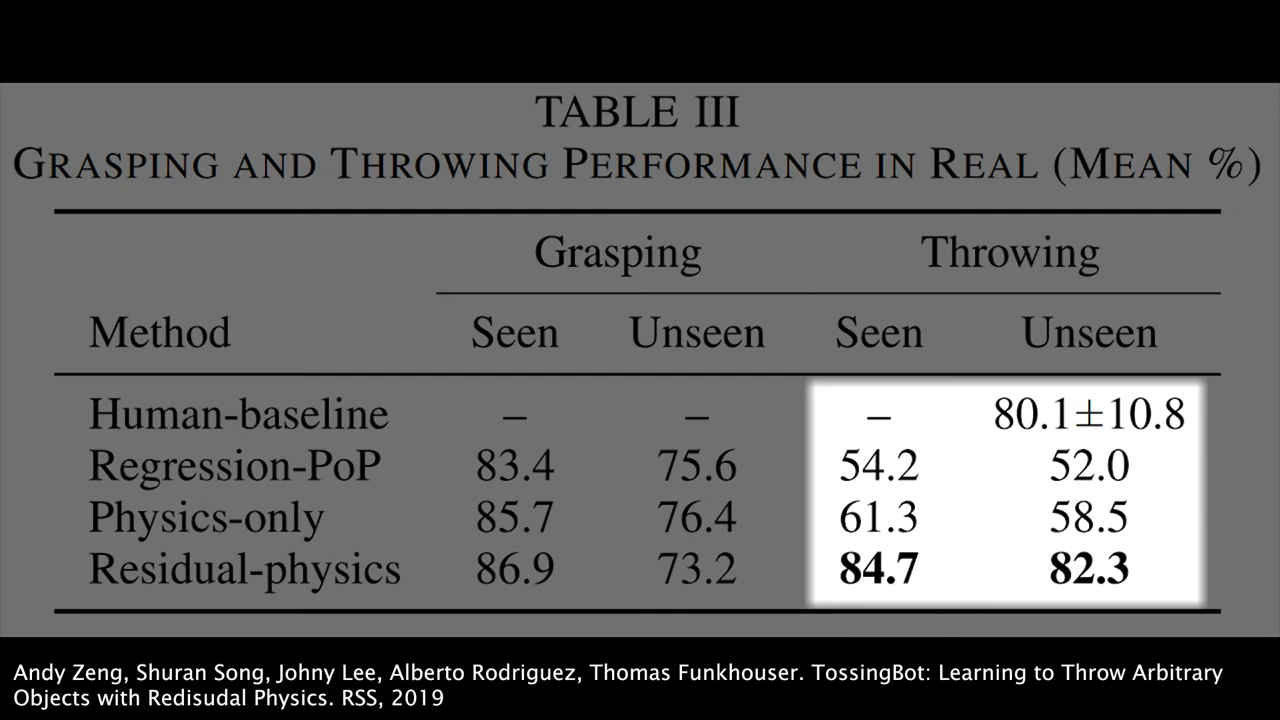 TABLE III
GRASPING AND THROWING PERFORMANCE IN REAL (MEAN %)
Grasping Throwing
Method Seen Unseen Seen Unseen
Human-baseline – – – 80.1±10.8
Regression-PoP 83.4 75.6 54.2 52.0
Physics-only 85.7 76.4 61.3 58.5
Residual-physics 86.9 73.2 84.7 82.3
Andy Zeng, Shuran Song, Johny Lee, Alberto Rodriguez, Thomas Funkhouser. TossingBot: Learning to Throw Arbitrary
Objects with Redisudal Physics. RSS, 2019